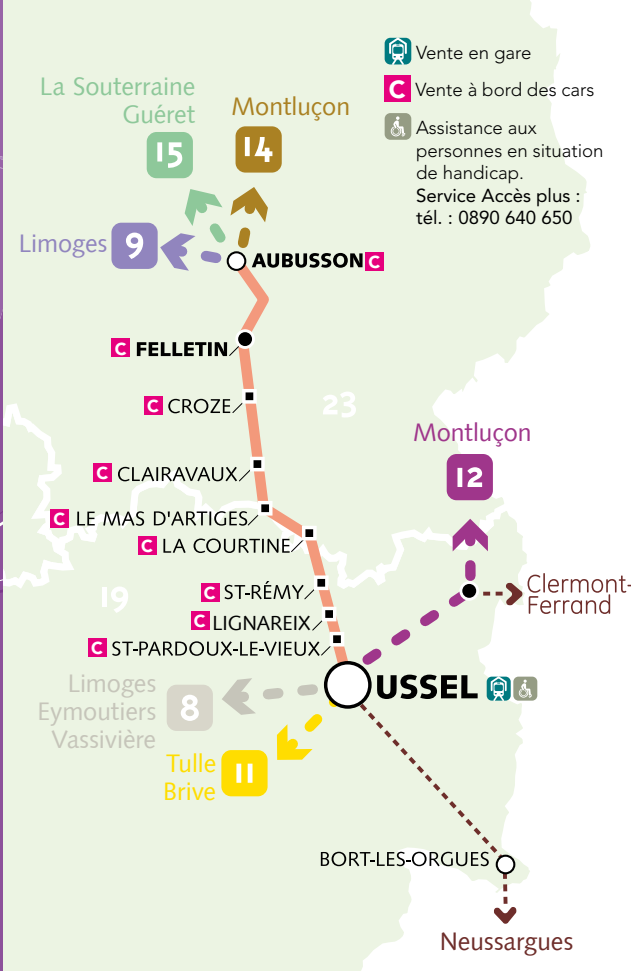 Vente en gare
C Vente à bord des cars
Assistance aux
personnes en situation
de handicap.
Service Accès plus :
tél. : 0890 640 650
La Souterraine
Guéret
15
Montluçon
14
Limoges 9
AUBUSSON C
C FELLETIN
C CROZE
23
C CLAIRAVAUX
Montluçon
12
C LE MAS D'ARTIGES
C LA COURTINE
19
C ST-RÉMY
Clermont-
Ferrand
C LIGNAREIX
C ST-PARDOUX-LE-VIEUX
USSEL
Limoges
Eymoutiers
Vassivière
8
Tulle
Brive
11
BORT-LES-ORGUES
Neussargues